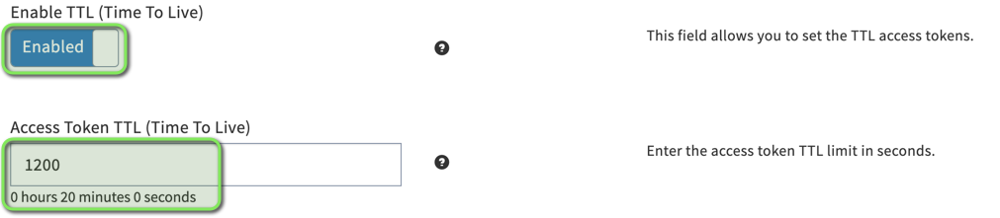 Enable TTL (Time To Live)
Enabled
?
This field allows you to set the TTL access tokens.
Access Token TTL (Time To Live)
1200
?
Enter the access token TTL limit in seconds.
0 hours 20 minutes 0 seconds